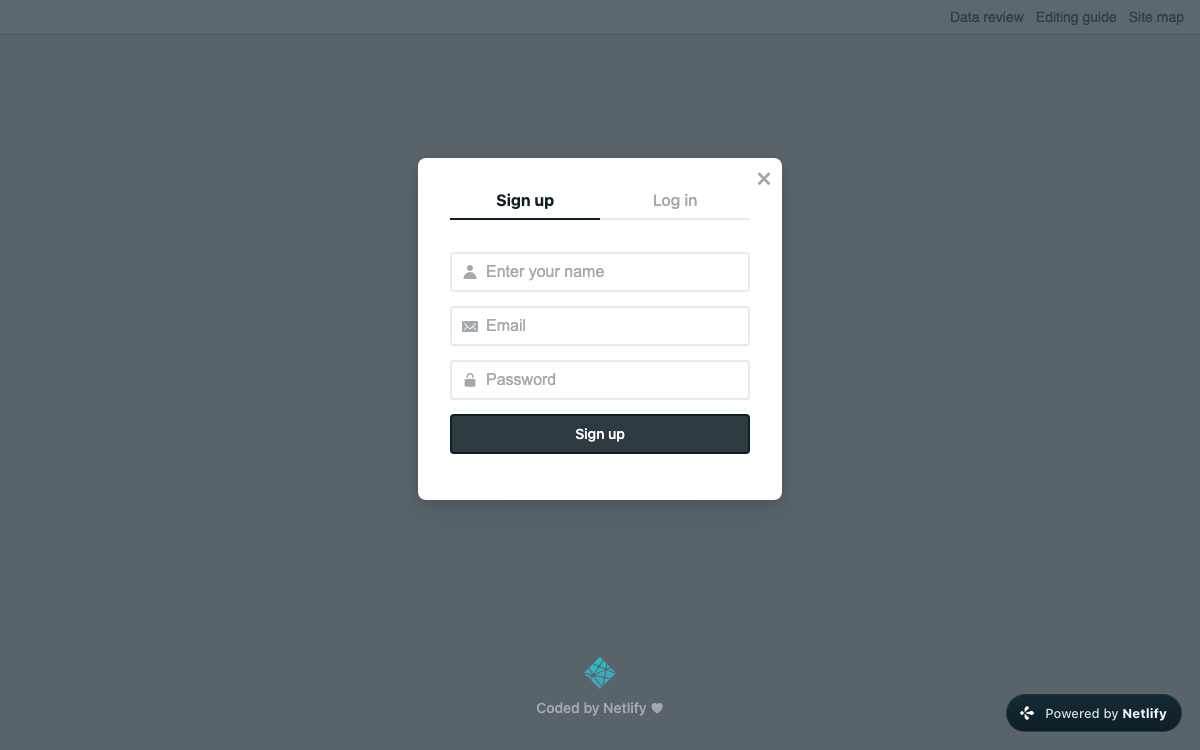 Data review Editing guide Site map
Sign up Log in
Enter your name
Email
Password
Sign up
Coded by Netlify
Powered by Netlify